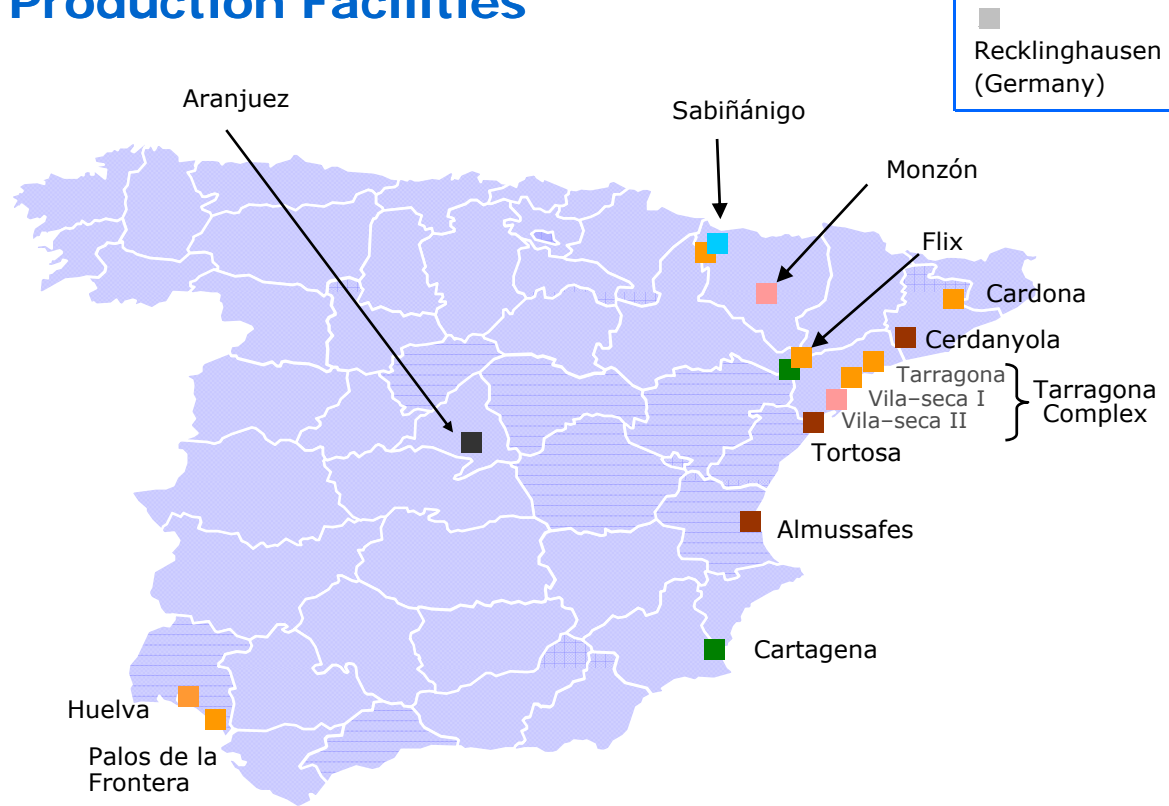 Production Facilities
Recklinghausen
(Germany)
Aranjuez
Sabiñánigo
Monzón
Flix
Cardona
Cerdanyola
Tarragona
Vila–seca I
Vila–seca II
Tarragona
Complex
Tortosa
Almussafes
Cartagena
Huelva
Palos de la
Frontera